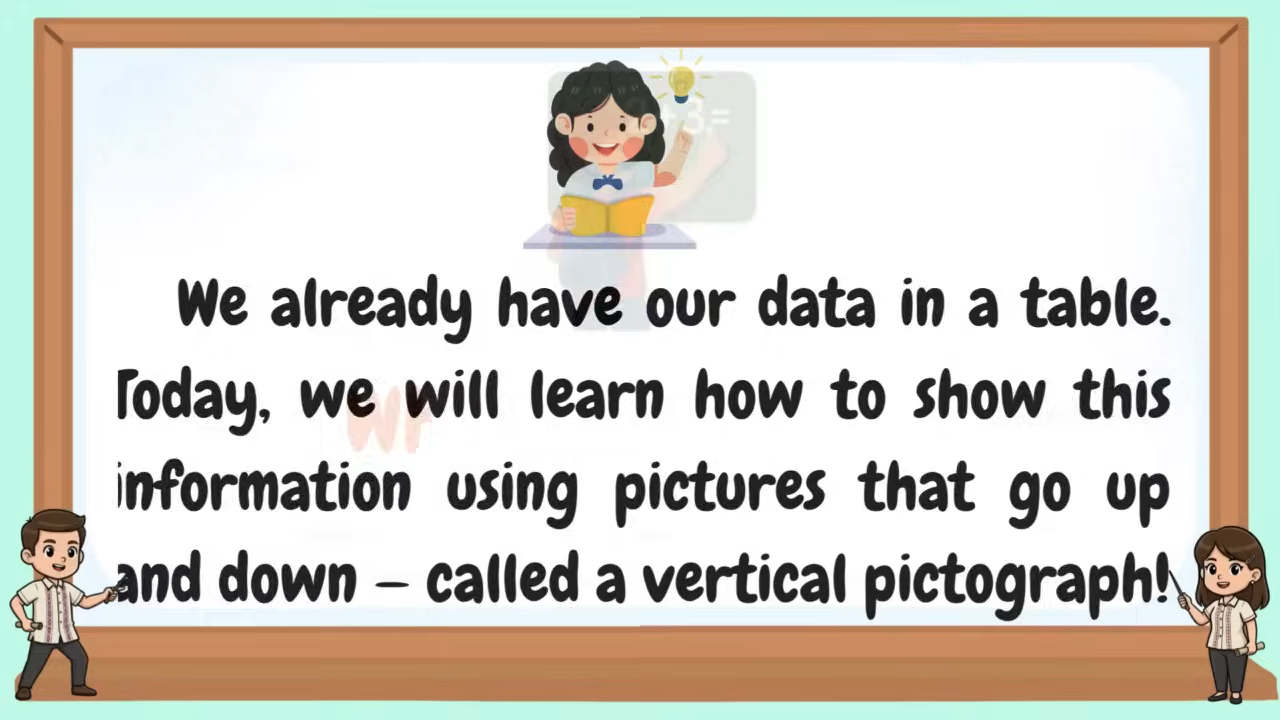 3 =
We already have our data in a table.
Today, we will learn how to show this
information using pictures that go up
and down – called a vertical pictograph!